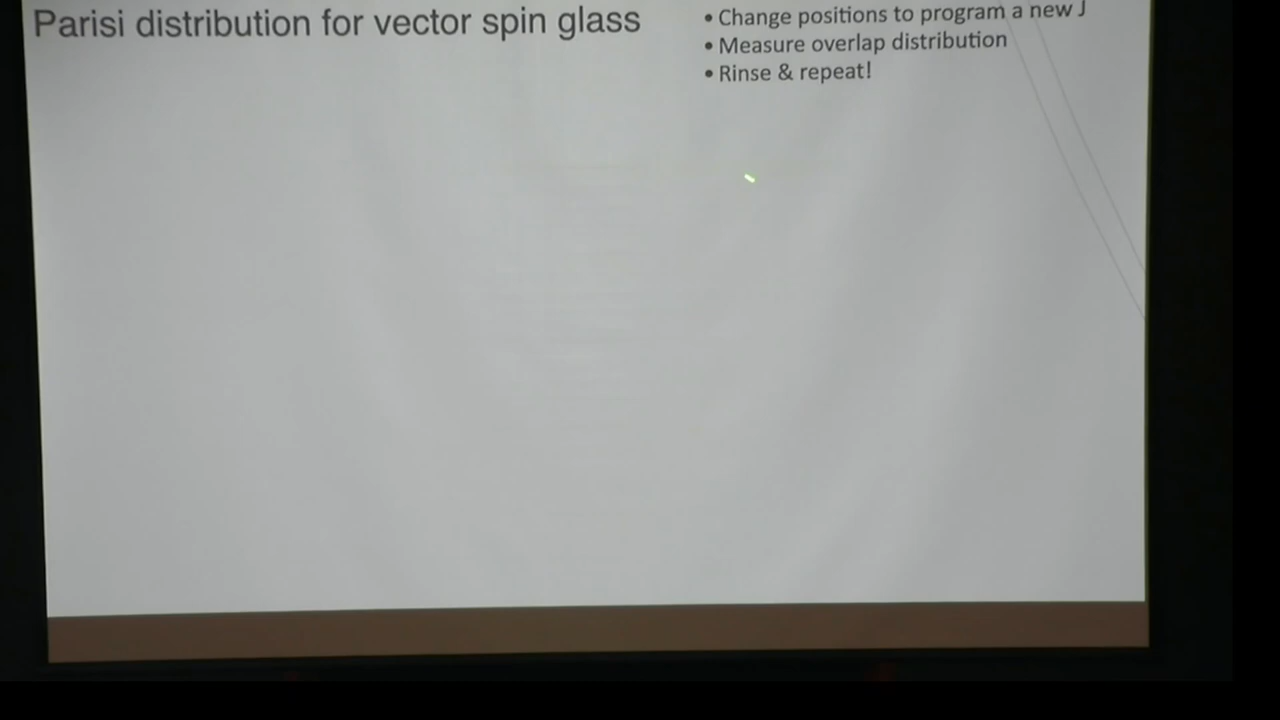 Parisi distribution for vector spin glass
• Change positions to program a new J
• Measure overlap distribution
• Rinse & repeat!